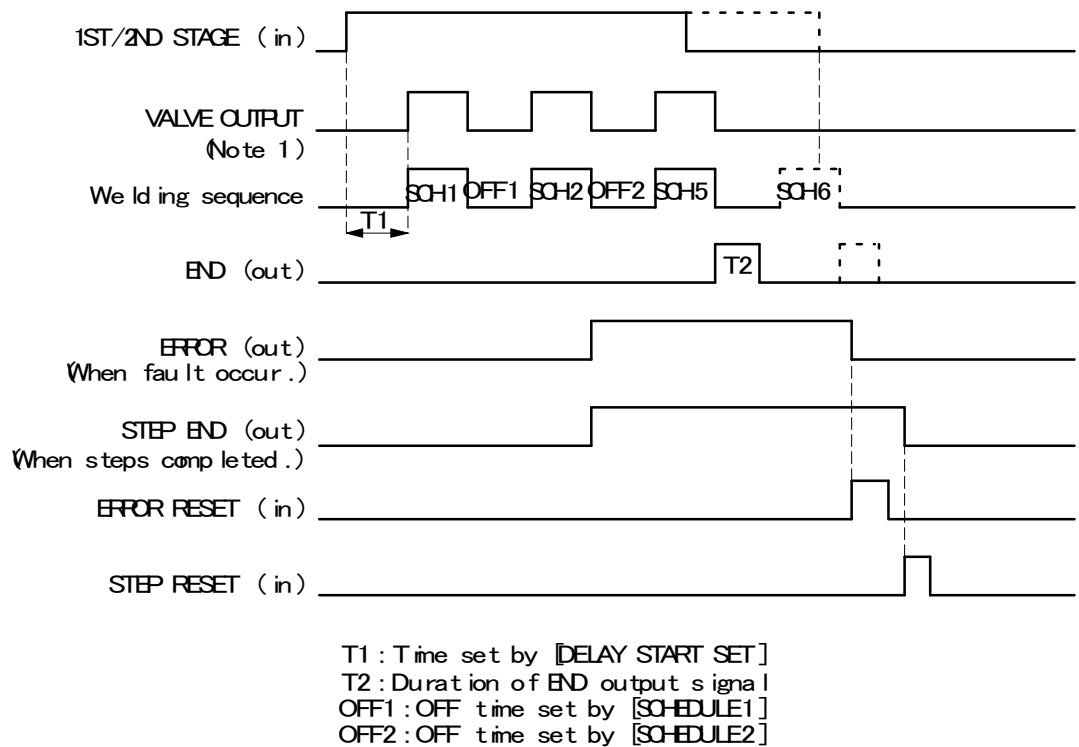 1ST/2ND STAGE (in)
VALVE OUTPUT
(Note 1)
Welding sequence
SCH1 OFF1 SCH2 OFF2 SCH5 SCH6
T1
END (out)
T2
ERROR (out)
(When fault occur.)
STEP END (out)
(When steps completed.)
ERROR RESET (in)
STEP RESET (in)
T1 : Time set by [DELAY START SET]
T2 : Duration of END output signal
OFF1 : OFF time set by [SCHEDULE1]
OFF2 : OFF time set by [SCHEDULE2]